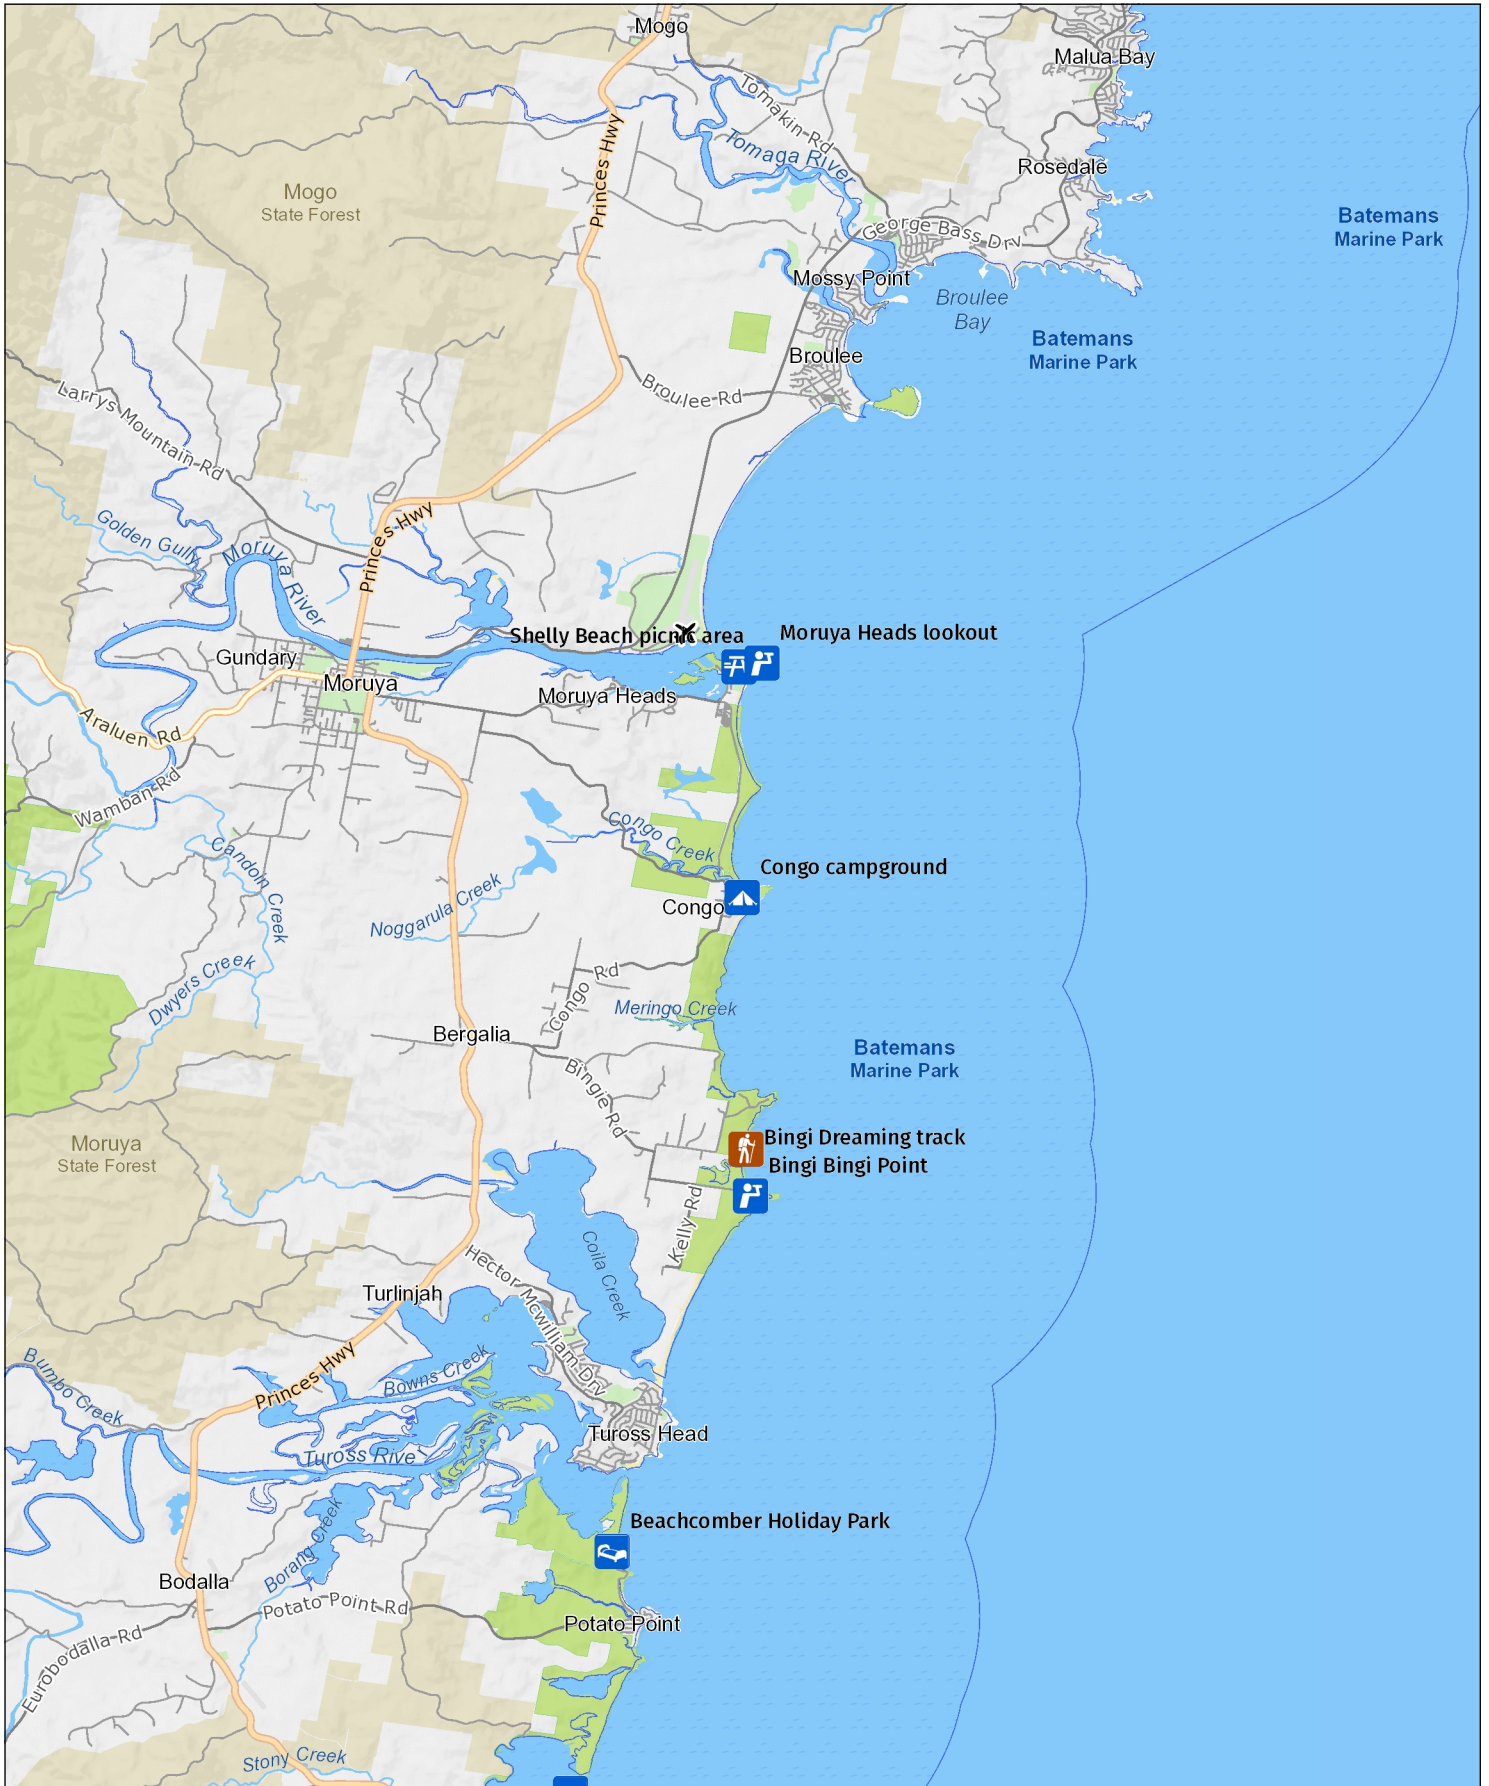 Mogo
Malua Bay
Tomakin Rd
Princes Hwy
Tomaga River
Rosedale
Mogo
State Forest
Batemans
Marine Park
George Bass Drv
Mossy Point
Broulee
Bay
Batemans
Marine Park
Broulee
Broulee Rd
Larrys Mountain Rd
Princes Hwy
Golden Gully
Moruya River
Shelly Beach picnic area
Moruya Heads lookout
Gundary
Moruya
Moruya Heads
Araluen Rd
Wamban Rd
Congo Creek
Candoin Creek
Congo campground
Noggarula Creek
Congo
Dwyers Creek
Congo Rd
Meringo Creek
Bergalia
Batemans
Marine Park
Bingie Rd
Moruya
State Forest
Bingi Dreaming track
Bingi Bingi Point
Kelly Rd
Coila Creek
Hector Mcwilliam Drv
Turlinjah
Princes Hwy
Bumbo Creek
Bowns Creek
Tuross Head
Tuross River
Beachcomber Holiday Park
Borang Creek
Bodalla
Potato Point Rd
Potato Point
Eurobodalla Rd
Stony Creek